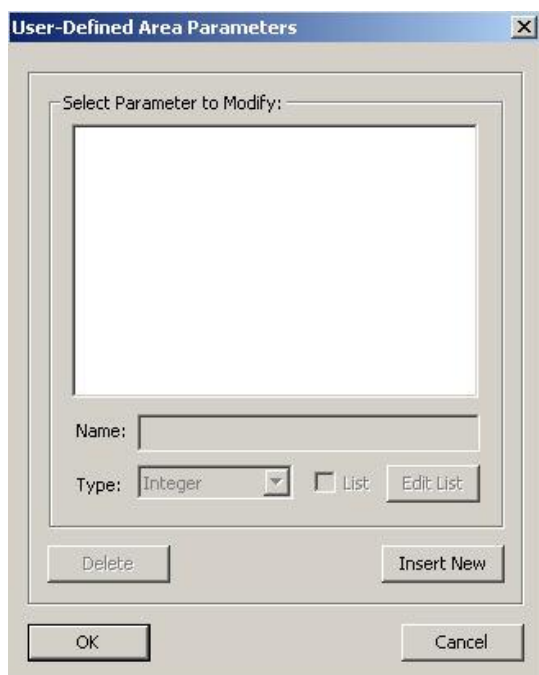 User-Defined Area Parameters
Select Parameter to Modify:
Name:
Type: Integer List Edit List
Delete Insert New
OK Cancel